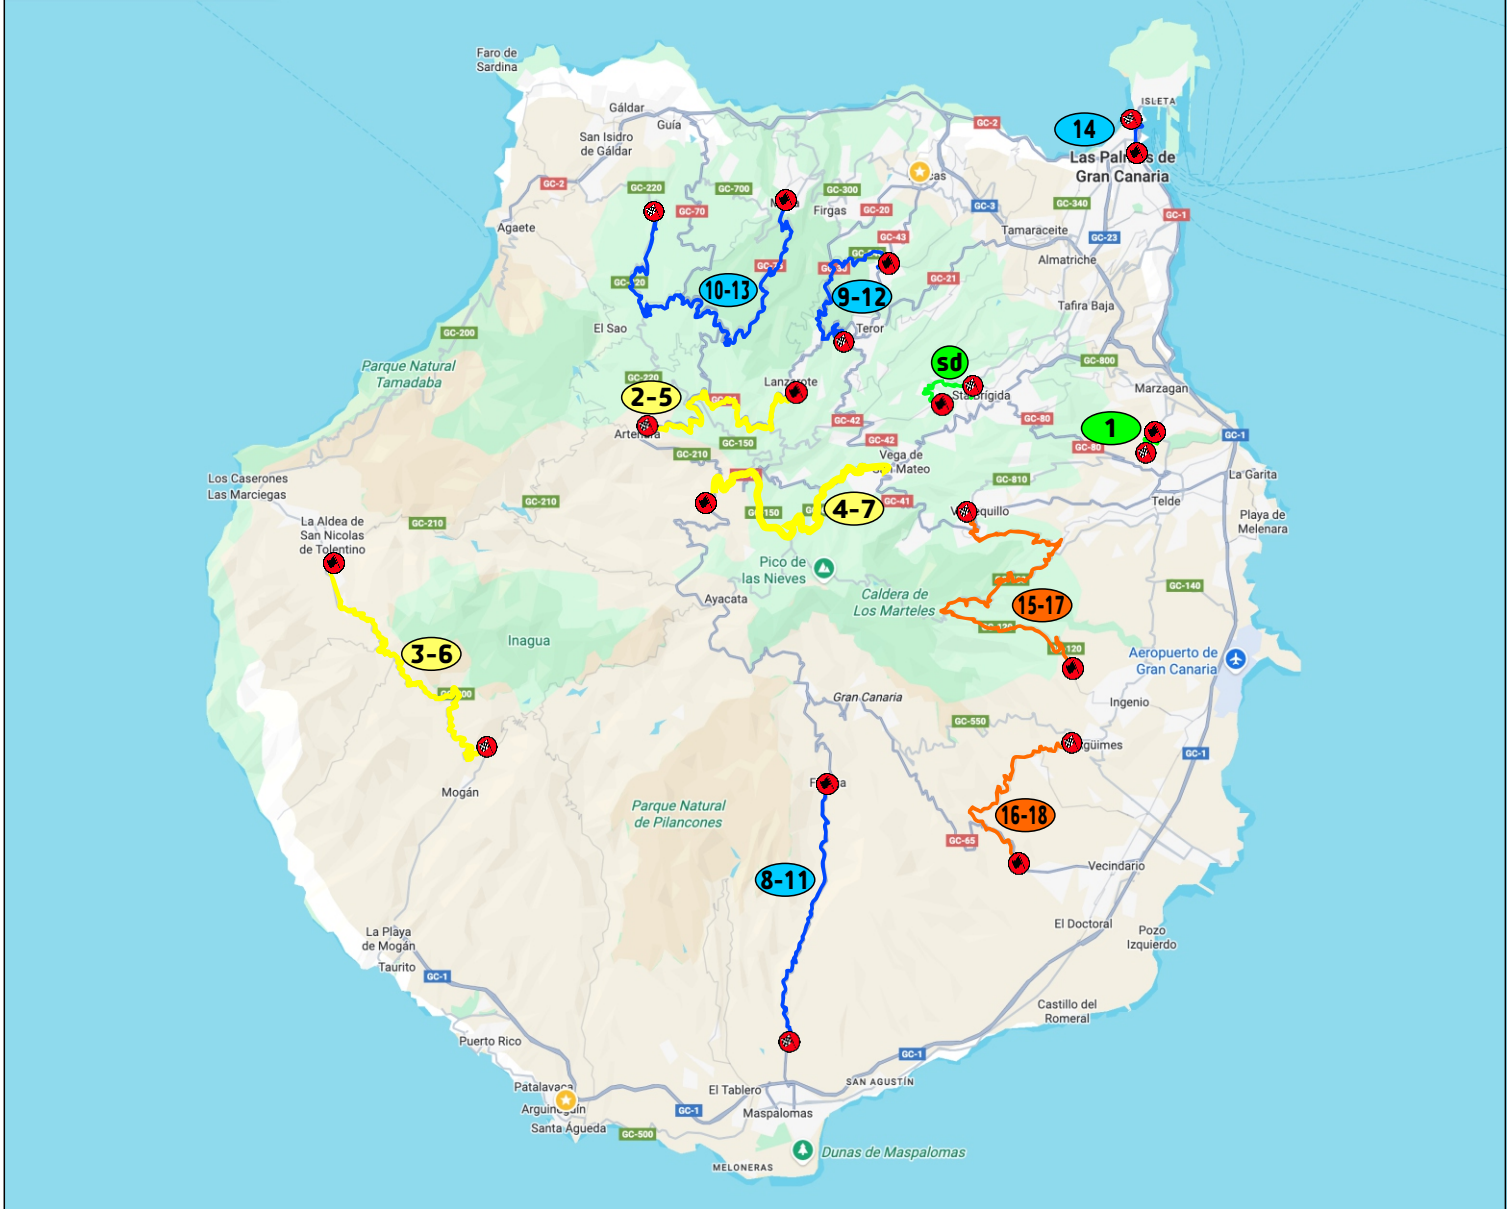 Faro de
Sardina
ISLETA
Gáldar
Guía
GC-2
14
San Isidro
de Gáldar
Las Palmas de
Gran Canaria
GC-2
GC-220
GC-700
GC-300
GC-3
GC-340
GC-70
Firgas
GC-20
GC-1
Agaete
GC-43
GC-23
Tamaraceite
Almatriche
GC-21
10-13
9-12
Tafira Baja
El Sao
Teror
GC-200
Parque Natural
Tamadaba
sd
GC-800
GC-220
Lanzarote
Marzagan
2-5
Sta Brígida
GC-80
GC-42
1
Artenara
GC-150
GC-42
GC-80
GC-1
GC-210
Vega de
San Mateo
La Garita
Los Caserones
Las Marciegas
GC-810
GC-210
4-7
GC-41
Telde
GC-150
Valsequillo
Playa de
Melenara
La Aldea de
San Nicolas
de Tolentino
GC-210
Pico de
las Nieves
GC-140
Ayacata
Caldera de
Los Marteles
15-17
GC-120
Inagua
3-6
GC-120
Aeropuerto de
Gran Canaria
GC-200
Gran Canaria
Ingenio
GC-550
Agüimes
GC-1
Mogán
Parque Natural
de Pilancones
16-18
GC-65
8-11
Vecindario
El Doctoral
La Playa
de Mogán
Pozo
Izquierdo
Taurito
GC-1
Castillo del
Romeral
Puerto Rico
GC-1
Patalavaca
El Tablero
SAN AGUSTÍN
Arguineguín
GC-1
Maspalomas
Santa Águeda
GC-500
Dunas de Maspalomas
MELONERAS